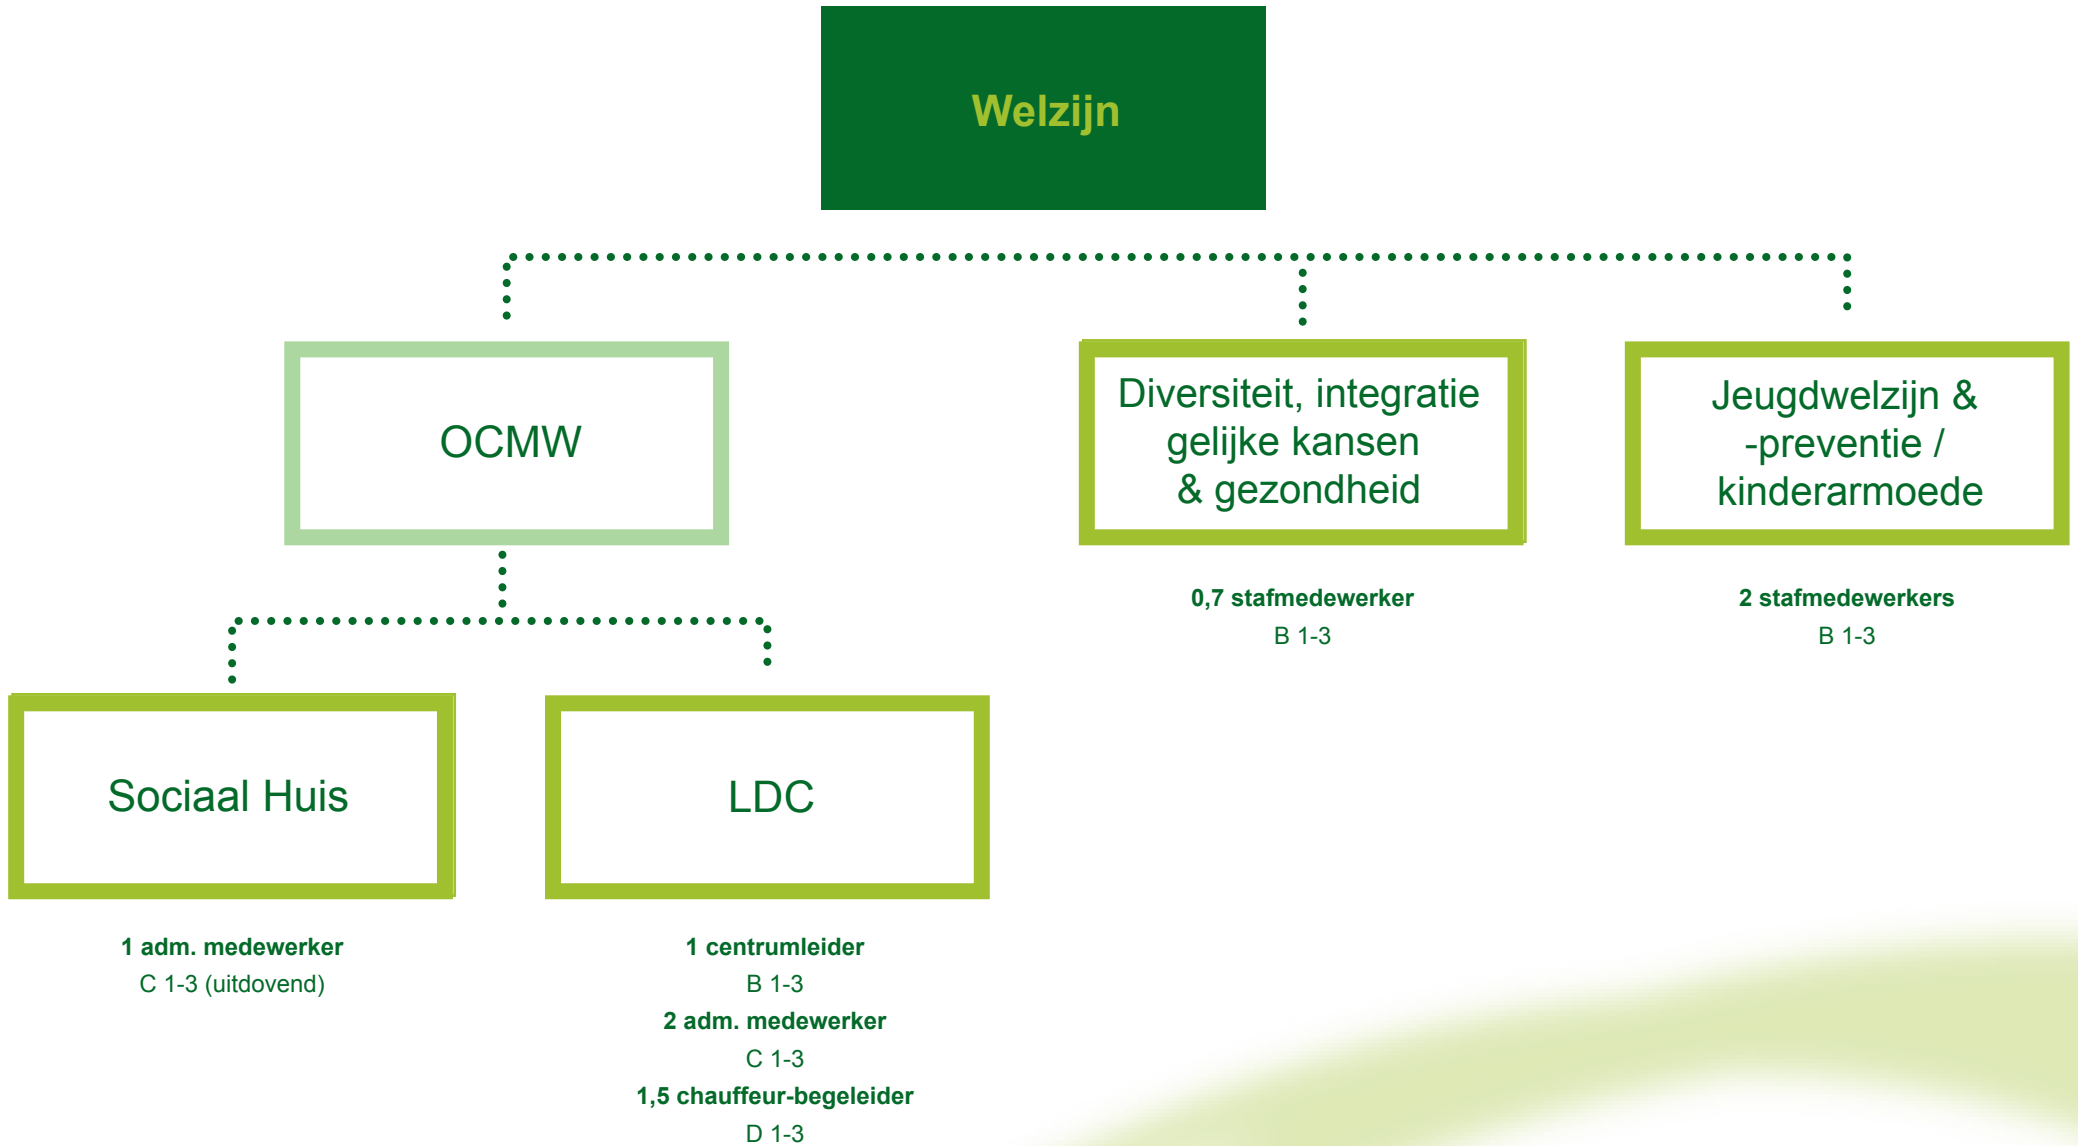 Welzijn
OCMW
Diversiteit, integratie
gelijke kansen
& gezondheid
Jeugdwelzijn &
-preventie /
kinderarmoede
0,7 stafmedewerker
B 1-3
2 stafmedewerkers
B 1-3
Sociaal Huis
LDC
1 adm. medewerker
C 1-3 (uitdovend)
1 centrumleider
B 1-3
2 adm. medewerker
C 1-3
1,5 chauffeur-begeleider
D 1-3